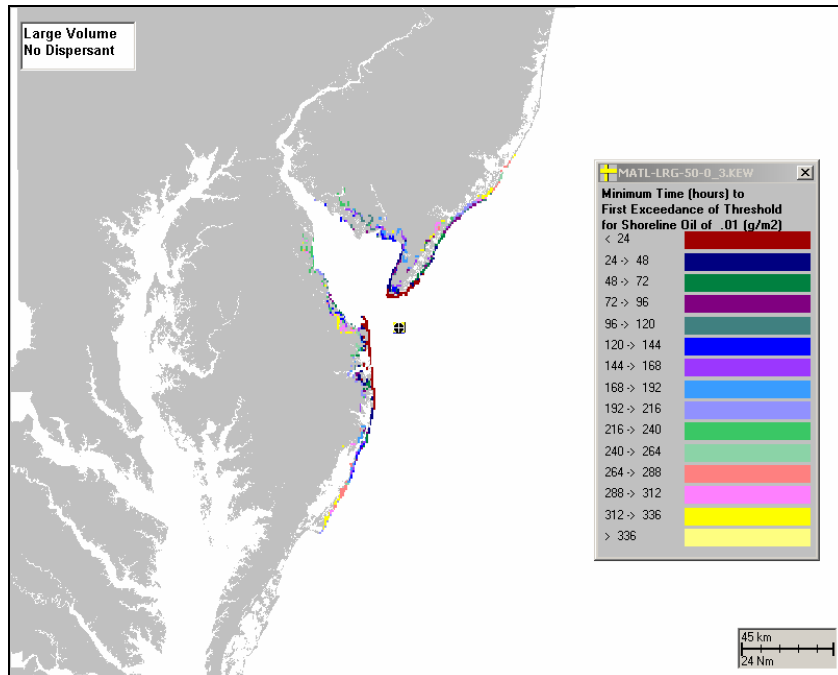 Large Volume
No Dispersant
MATL-LRG-50-0_3.KEW
Minimum Time (hours) to
First Exceedance of Threshold
for Shoreline Oil of .01 (g/m2)
< 24
24 -> 48
48 -> 72
72 -> 96
96 -> 120
120 -> 144
144 -> 168
168 -> 192
192 -> 216
216 -> 240
240 -> 264
264 -> 288
288 -> 312
312 -> 336
> 336
45 km
24 Nm